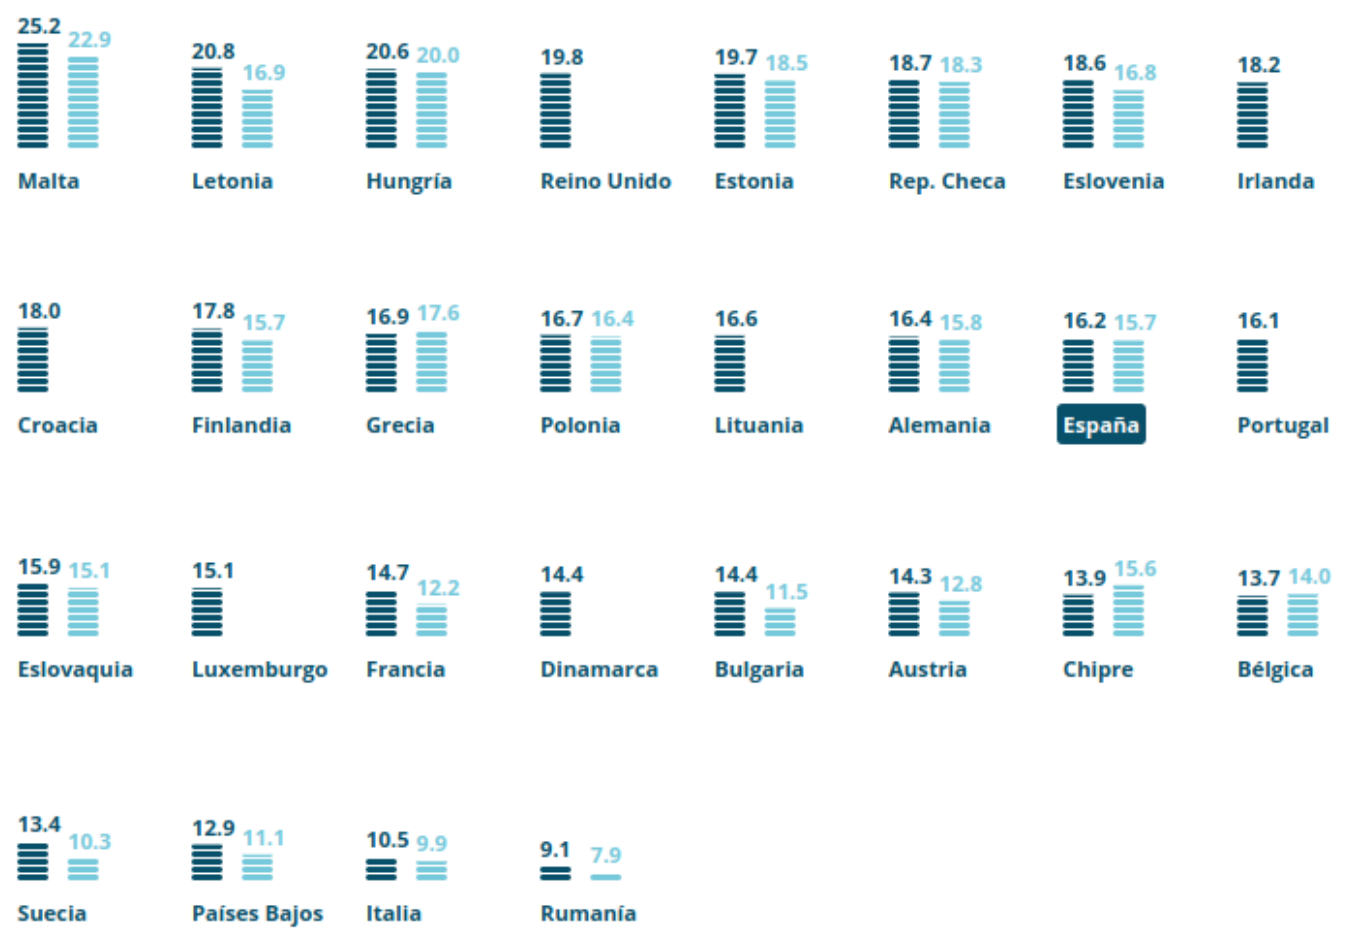 25.2 22.9
20.8 16.9
20.6 20.0
19.8
19.7 18.5
18.7 18.3
18.6 16.8
18.2
Malta
Letonia
Hungría
Reino Unido
Estonia
Rep. Checa
Eslovenia
Irlanda
18.0
17.8 15.7
16.9 17.6
16.7 16.4
16.6
16.4 15.8
16.2 15.7
16.1
Croacia
Finlandia
Grecia
Polonia
Lituania
Alemania
España
Portugal
15.9 15.1
15.1
14.7 12.2
14.4
14.4 11.5
14.3 12.8
13.9 15.6
13.7 14.0
Eslovaquia
Luxemburgo
Francia
Dinamarca
Bulgaria
Austria
Chipre
Bélgica
13.4 10.3
12.9 11.1
10.5 9.9
9.1 7.9
Suecia
Países Bajos
Italia
Rumanía